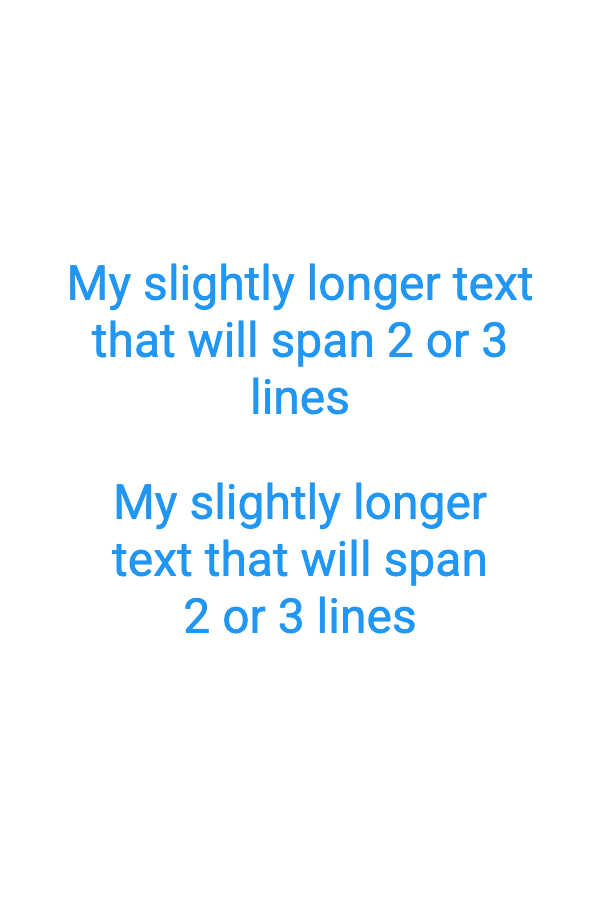 My slightly longer text
that will span 2 or 3
lines
My slightly longer
text that will span
2 or 3 lines